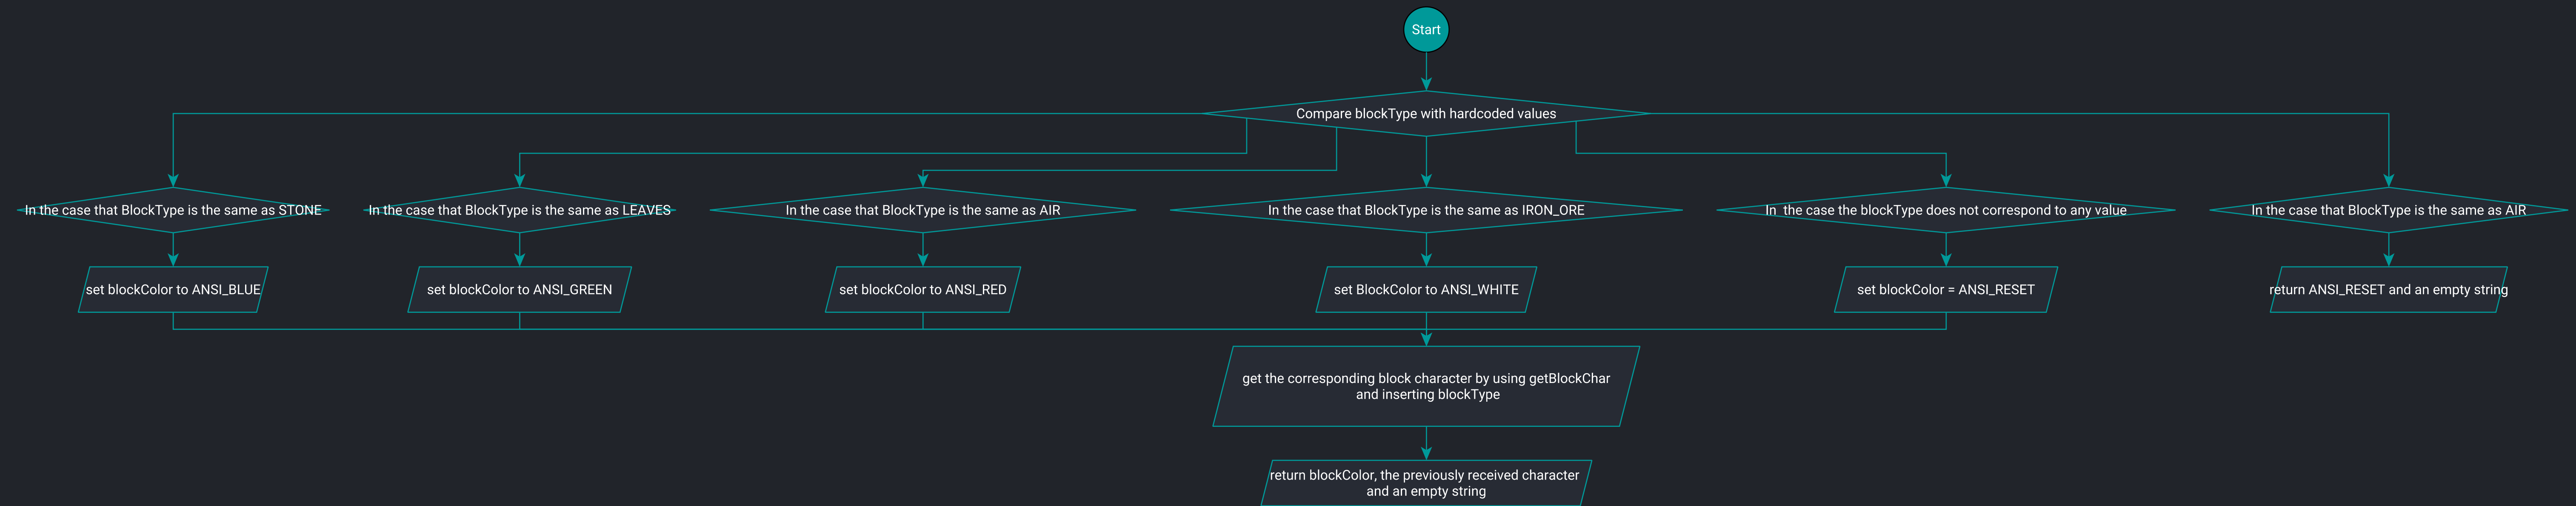 Start
Compare blockType with hardcoded values
In the case that BlockType is the same as STONE
In the case that BlockType is the same as LEAVES
In the case that BlockType is the same as AIR
In the case that BlockType is the same as IRON_ORE
In the case the blockType does not correspond to any value
In the case that BlockType is the same as AIR
set blockColor to ANSI_BLUE
set blockColor to ANSI_GREEN
set blockColor to ANSI_RED
set BlockColor to ANSI_WHITE
set blockColor = ANSI_RESET
return ANSI_RESET and an empty string
get the corresponding block character by using getBlockChar
and inserting blockType
return blockColor, the previously received character
and an empty string